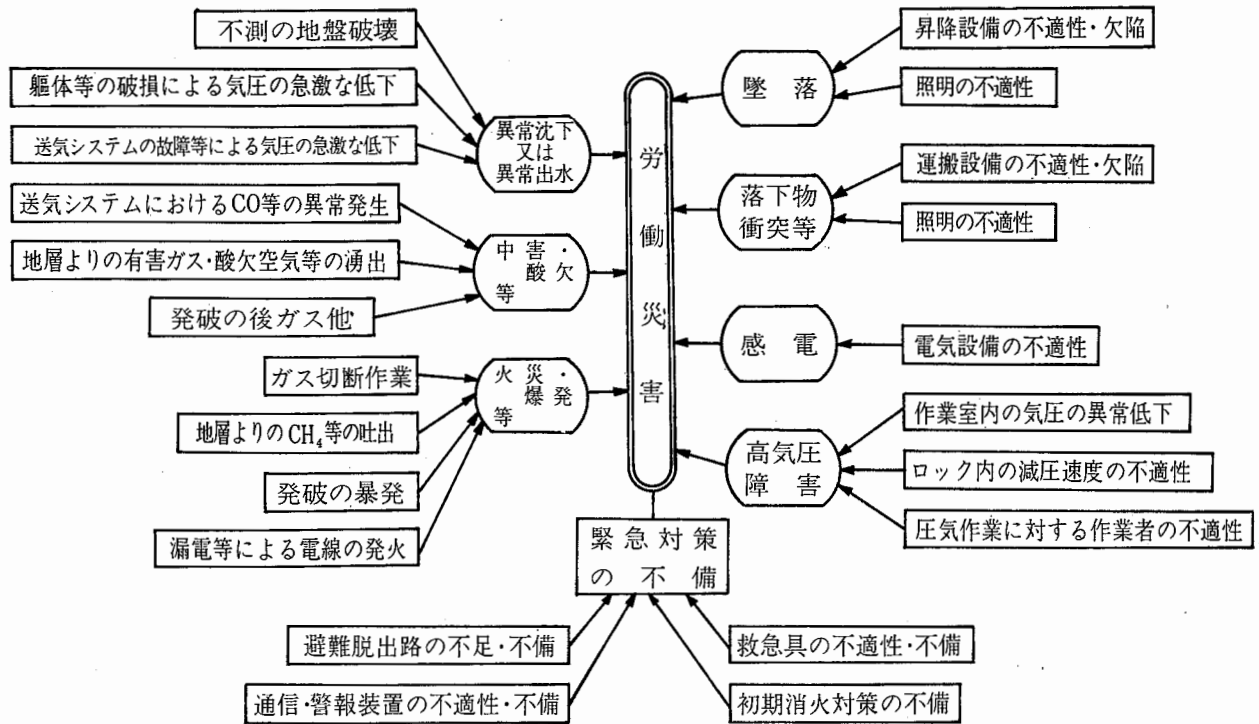 不測の地盤破壊
躯体等の破損による気圧の急激な低下
送気システムの故障等による気圧の急激な低下
異常沈下
又は
異常出水
送気システムにおけるCO等の異常発生
地層よりの有害ガス・酸欠空気等の湧出
発破の後ガス他
中害・
酸欠
等
ガス切断作業
地層よりのCH₄等の吐出
発破の暴発
漏電等による電線の発火
火災・
爆発
等
労働災害
昇降設備の不適性・欠陥
照明の不適性
墜落
運搬設備の不適性・欠陥
照明の不適性
落下物
衝突等
感電
電気設備の不適性
高気圧
障害
作業室内の気圧の異常低下
ロック内の減圧速度の不適性
圧気作業に対する作業者の不適性
緊急対策
の不備
避難脱出路の不足・不備
通信・警報装置の不適性・不備
救急具の不適性・不備
初期消火対策の不備